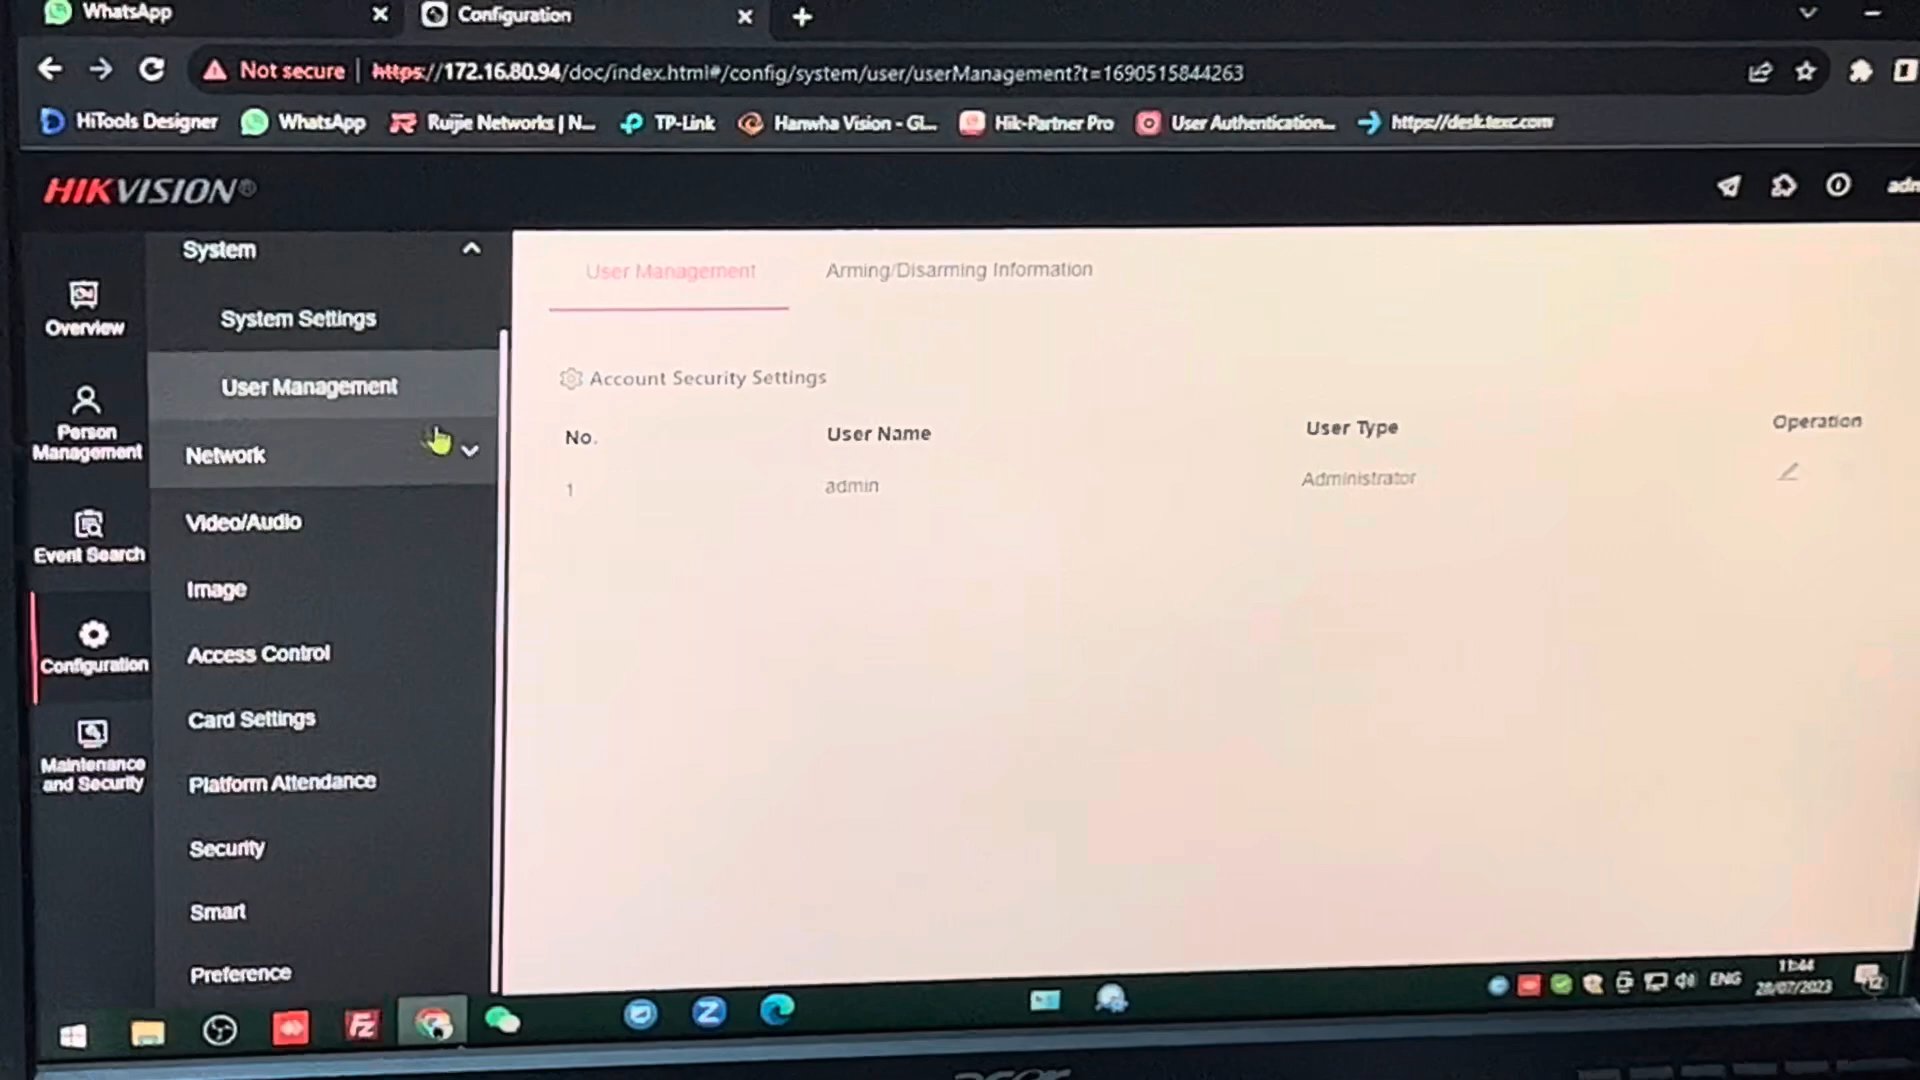 WhatsApp
Configuration
Not secure https://172.16.80.94/doc/index.html#/config/system/user/userManagement?t=1690515844263
HiTools Designer WhatsApp Ruijie Networks | N... TP-Link Hanwha Vision - Gl... Hik-Partner Pro User Authentication... https://desk.texc.com
HIKVISION®
adm
Overview
Person
Management
Event Search
Configuration
Maintenance
and Security
System
System Settings
User Management
Network
Video/Audio
Image
Access Control
Card Settings
Platform Attendance
Security
Smart
Preference
User Management Arming/Disarming Information
Account Security Settings
No. User Name User Type Operation
1 admin Administrator
ENG
11:44
28/07/2023
12
acer